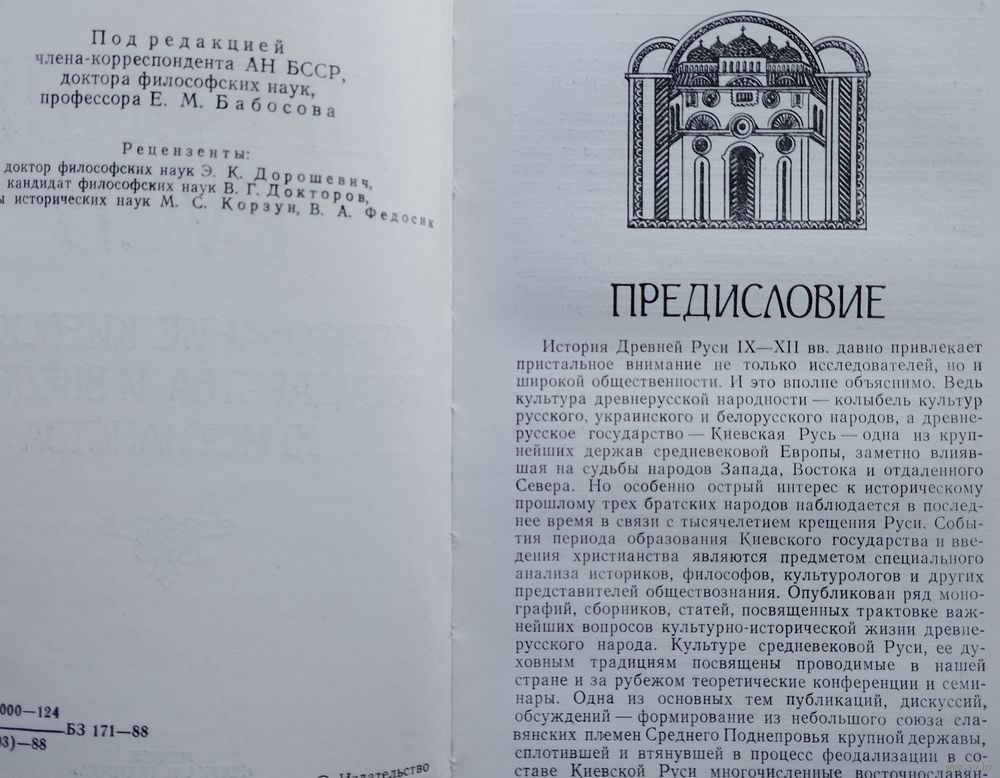 Под редакцией
члена-корреспондента АН БССР,
доктора философских наук,
профессора Е. М. Бабосова
Рецензенты:
доктор философских наук Э. К. Дорошевич,
кандидат философских наук В. Г. Докторов,
исторических наук М. С. Корзун, В. А. Федосик
000—124
БЗ 171—88
93)—88
© Издательство
ПРЕДИСЛОВИЕ
История Древней Руси IX—XII вв. давно привлекает
пристальное внимание не только исследователей, но и
широкой общественности. И это вполне объяснимо. Ведь
культура древнерусской народности — колыбель культур
русского, украинского и белорусского народов, а древне-
русское государство — Киевская Русь — одна из круп-
нейших держав средневековой Европы, заметно влияв-
шая на судьбы народов Запада, Востока и отдаленного
Севера. Но особенно острый интерес к историческому
прошлому трех братских народов наблюдается в послед-
нее время в связи с тысячелетием крещения Руси. Собы-
тия периода образования Киевского государства и вве-
дения христианства являются предметом специального
анализа историков, философов, культурологов и других
представителей обществознания. Опубликован ряд моно-
графий, сборников, статей, посвященных трактовке важ-
нейших вопросов культурно-исторической жизни древне-
русского народа. Культуре средневековой Руси, ее ду-
ховным традициям посвящены проводимые в нашей
стране и за рубежом теоретические конференции и семи-
нары. Одна из основных тем публикаций, дискуссий,
обсуждений — формирование из небольшого союза сла-
вянских племен Среднего Поднепровья крупной державы,
сплотившей и втянувшей в процесс феодализации в со-
ставе Киевской Руси многочисленные восточнославян-